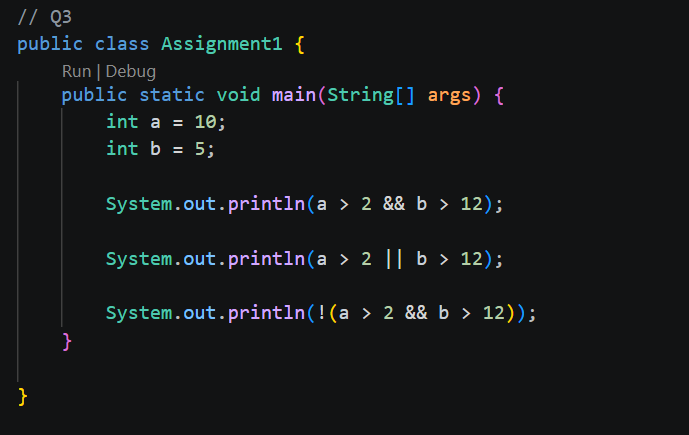 // Q3
public class Assignment1 {
Run | Debug
public static void main(String[] args) {
int a = 10;
int b = 5;
System.out.println(a > 2 && b > 12);
System.out.println(a > 2 || b > 12);
System.out.println(!(a > 2 && b > 12));
}
}